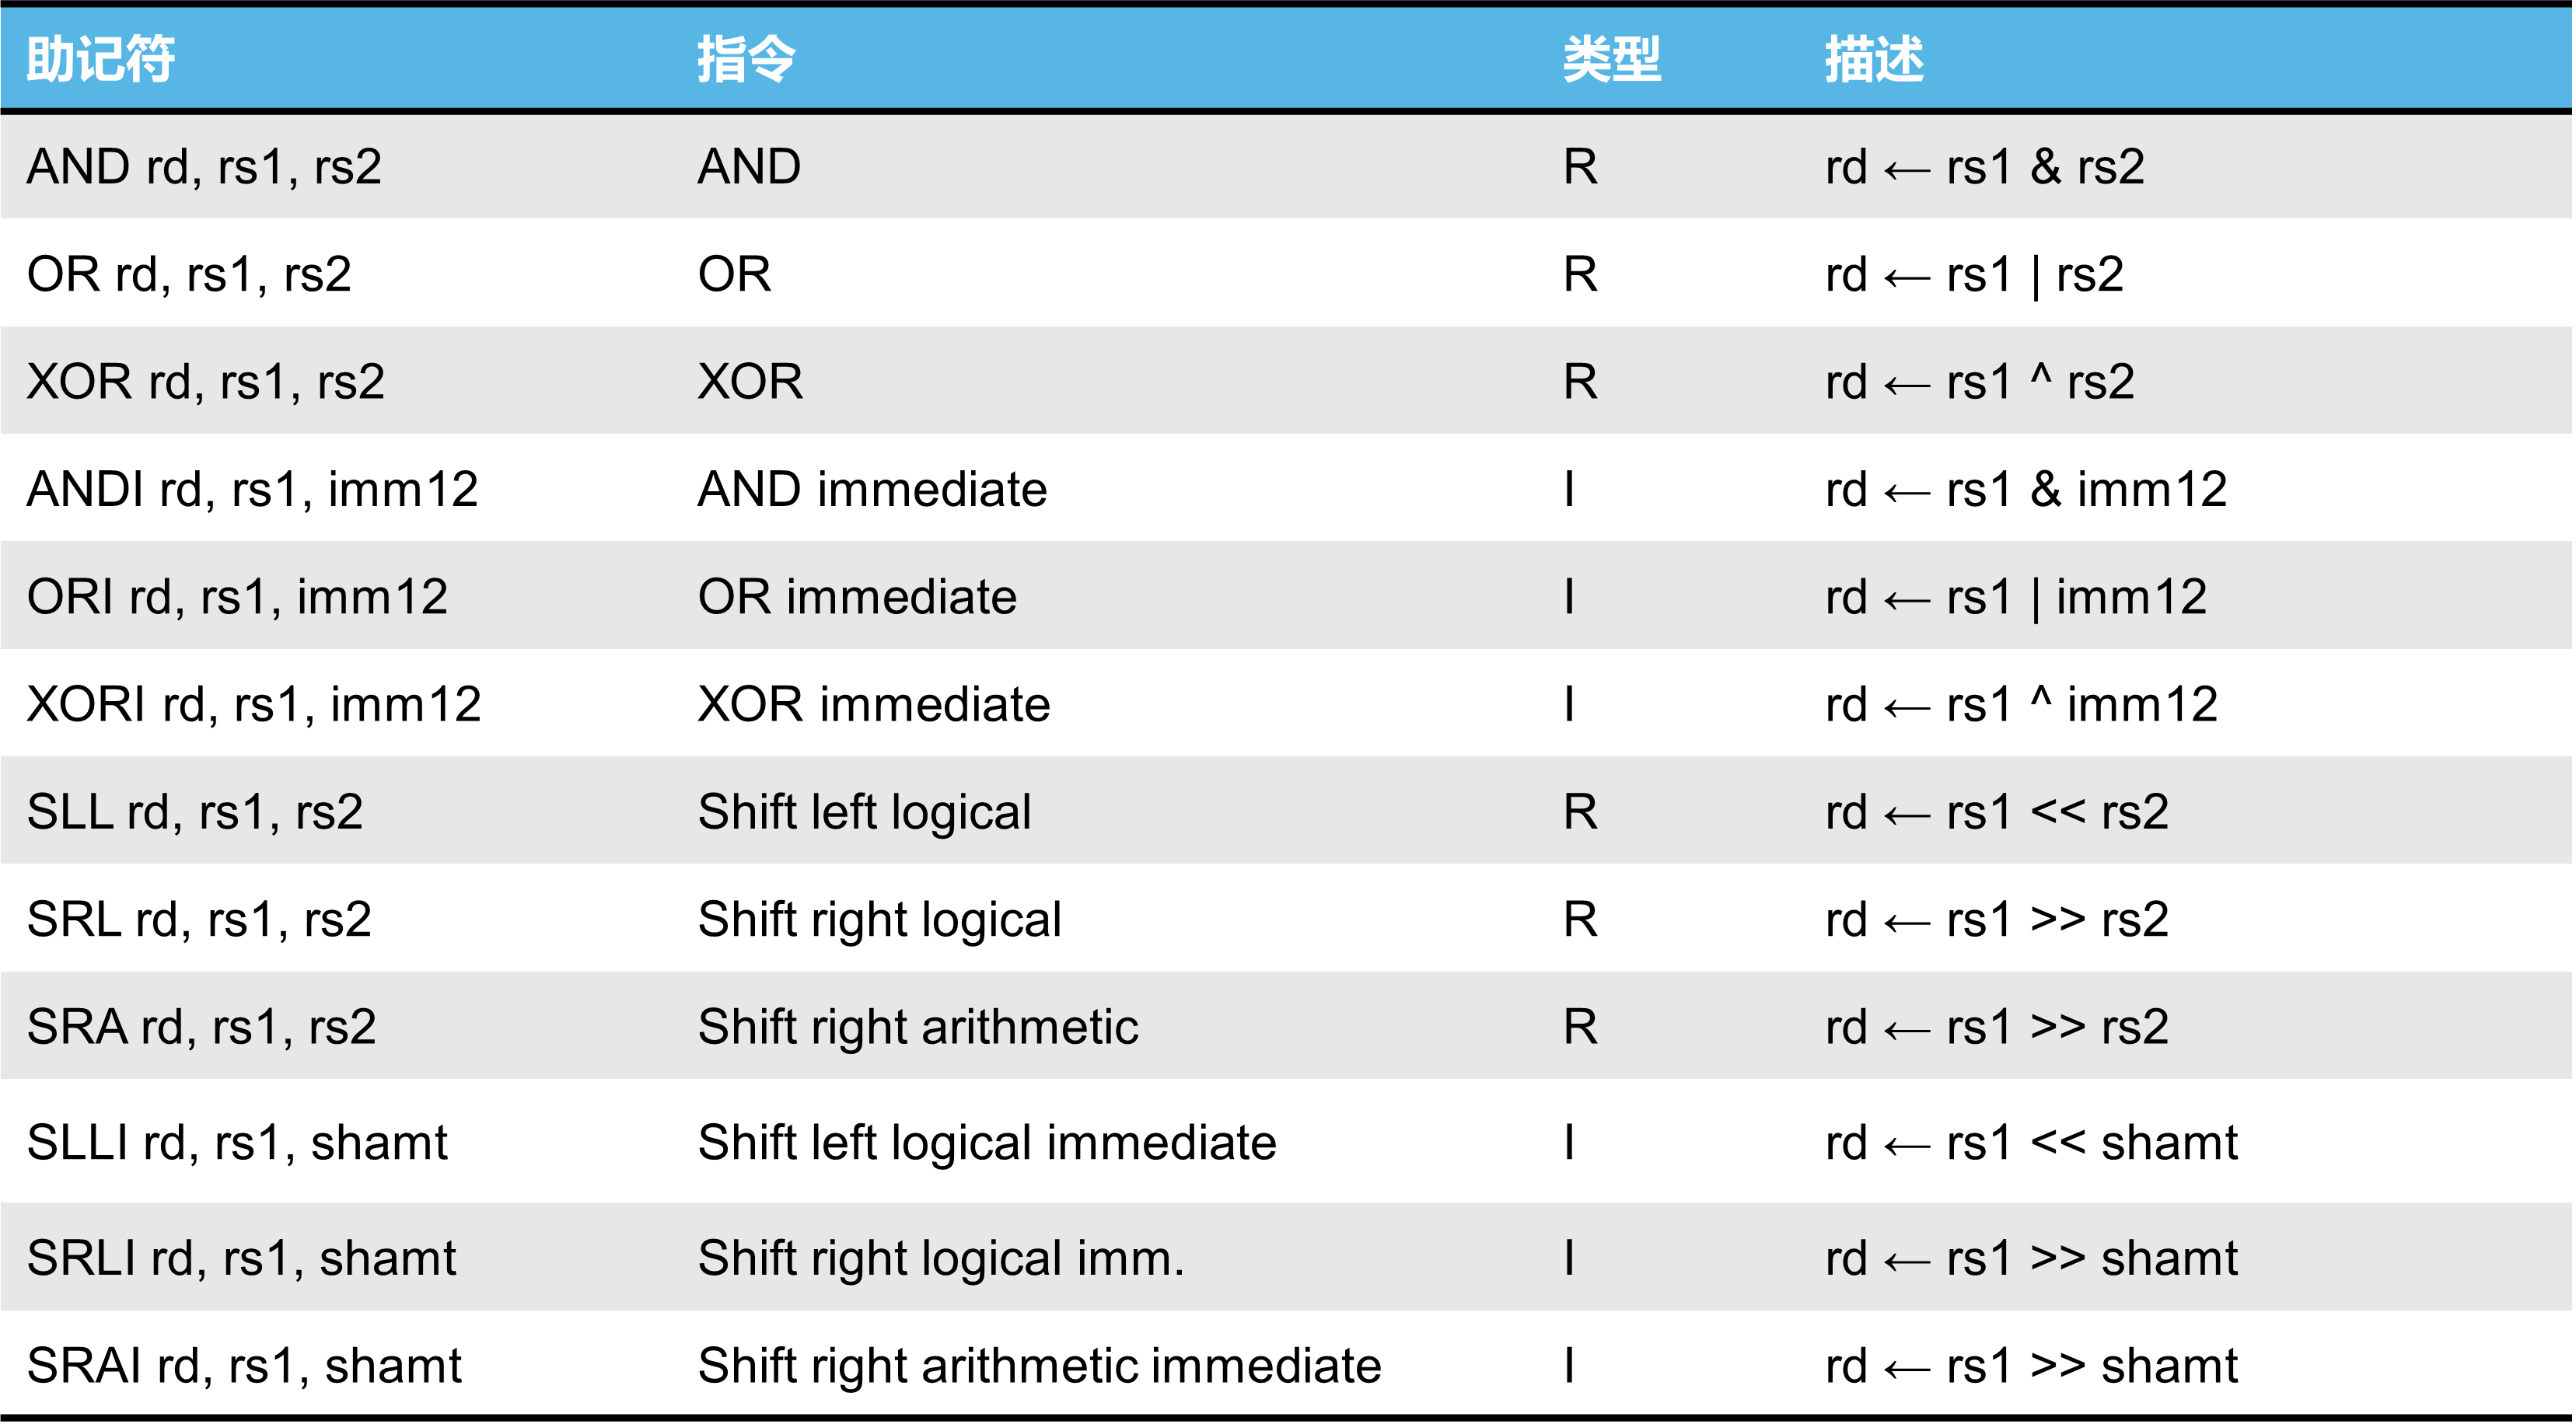 助记符 指令 类型 描述
AND rd, rs1, rs2 AND R rd ← rs1 & rs2
OR rd, rs1, rs2 OR R rd ← rs1 | rs2
XOR rd, rs1, rs2 XOR R rd ← rs1 ^ rs2
ANDI rd, rs1, imm12 AND immediate I rd ← rs1 & imm12
ORI rd, rs1, imm12 OR immediate I rd ← rs1 | imm12
XORI rd, rs1, imm12 XOR immediate I rd ← rs1 ^ imm12
SLL rd, rs1, rs2 Shift left logical R rd ← rs1 << rs2
SRL rd, rs1, rs2 Shift right logical R rd ← rs1 >> rs2
SRA rd, rs1, rs2 Shift right arithmetic R rd ← rs1 >> rs2
SLLI rd, rs1, shamt Shift left logical immediate I rd ← rs1 << shamt
SRLI rd, rs1, shamt Shift right logical imm. I rd ← rs1 >> shamt
SRAI rd, rs1, shamt Shift right arithmetic immediate I rd ← rs1 >> shamt